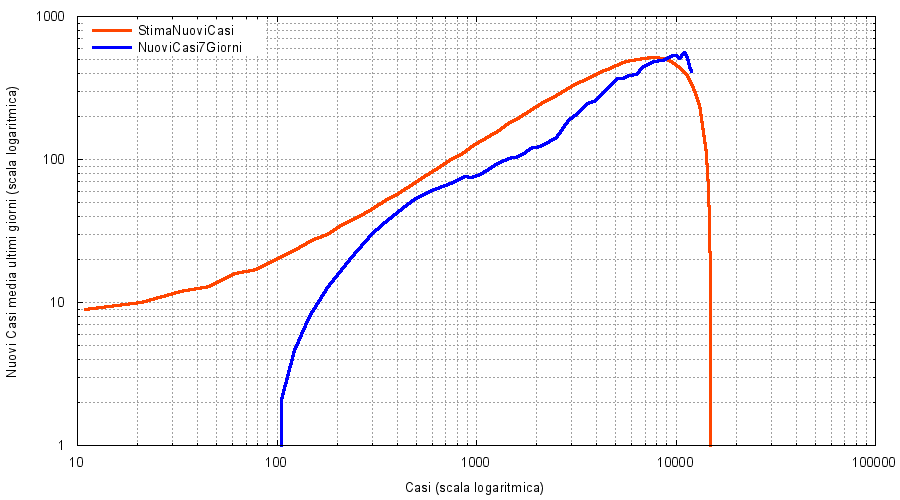 1000
100
10
1
StimaNuoviCasi
NuoviCasi7Giorni
Nuovi Casi media ultimi giorni (scala logaritmica)
10
100
1000
10000
100000
Casi (scala logaritmica)